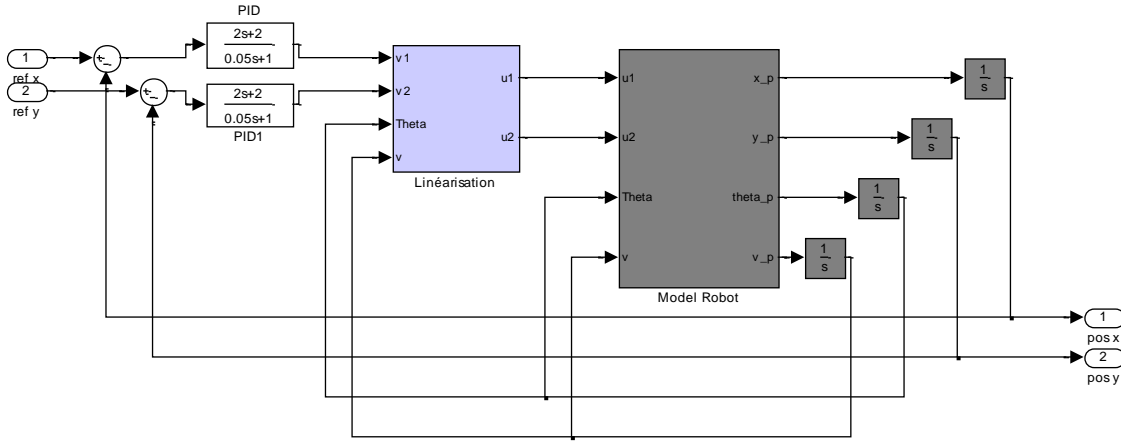 PID
2s+2
0.05s+1
1
ref x
+
-
2
ref y
+
-
2s+2
0.05s+1
PID1
v1
v2
Theta
v
u1
u2
Linéarisation
u1
u2
Theta
v
x_p
y_p
theta_p
v_p
Model Robot
1
s
1
s
1
s
1
s
1
pos x
2
pos y